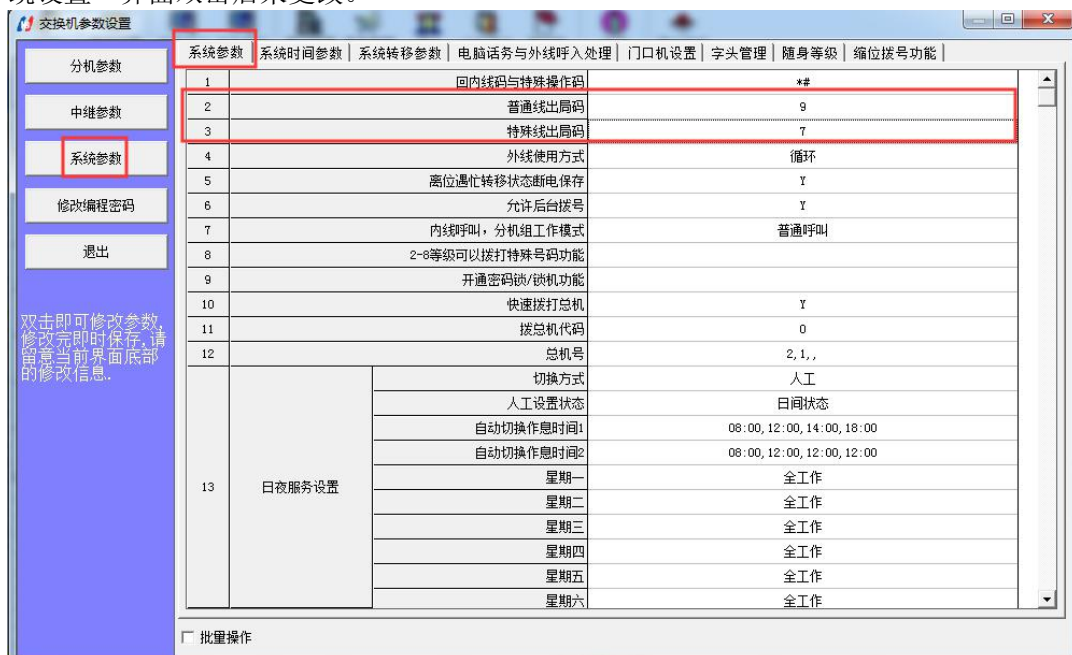 统设置”界面双击后来更改。
交换机参数设置
分机参数
中继参数
系统参数
修改编程密码
退出
双击即可修改参数,
修改完即时保存,请
留意当前界面底部
的修改信息..
系统参数 系统时间参数 系统转移参数 电脑话务与外线呼入处理 门口机设置 字头管理 随身等级 缩位拨号功能
1 回内线码与特殊操作码 *#
2 普通线出局码 9
3 特殊线出局码 7
4 外线使用方式 循环
5 离位遇忙转移状态断电保存 Y
6 允许后台拨号 Y
7 内线呼叫，分机组工作模式 普通呼叫
8 2-8等级可以拨打特殊号码功能
9 开通密码锁/锁机功能
10 快速拨打总机 Y
11 拨总机代码 0
12 总机号 2,1,,
13 日夜服务设置
切换方式 人工
人工设置状态 日间状态
自动切换作息时间1 08:00,12:00,14:00,18:00
自动切换作息时间2 08:00,12:00,12:00,12:00
星期一 全工作
星期二 全工作
星期三 全工作
星期四 全工作
星期五 全工作
星期六 全工作
批量操作